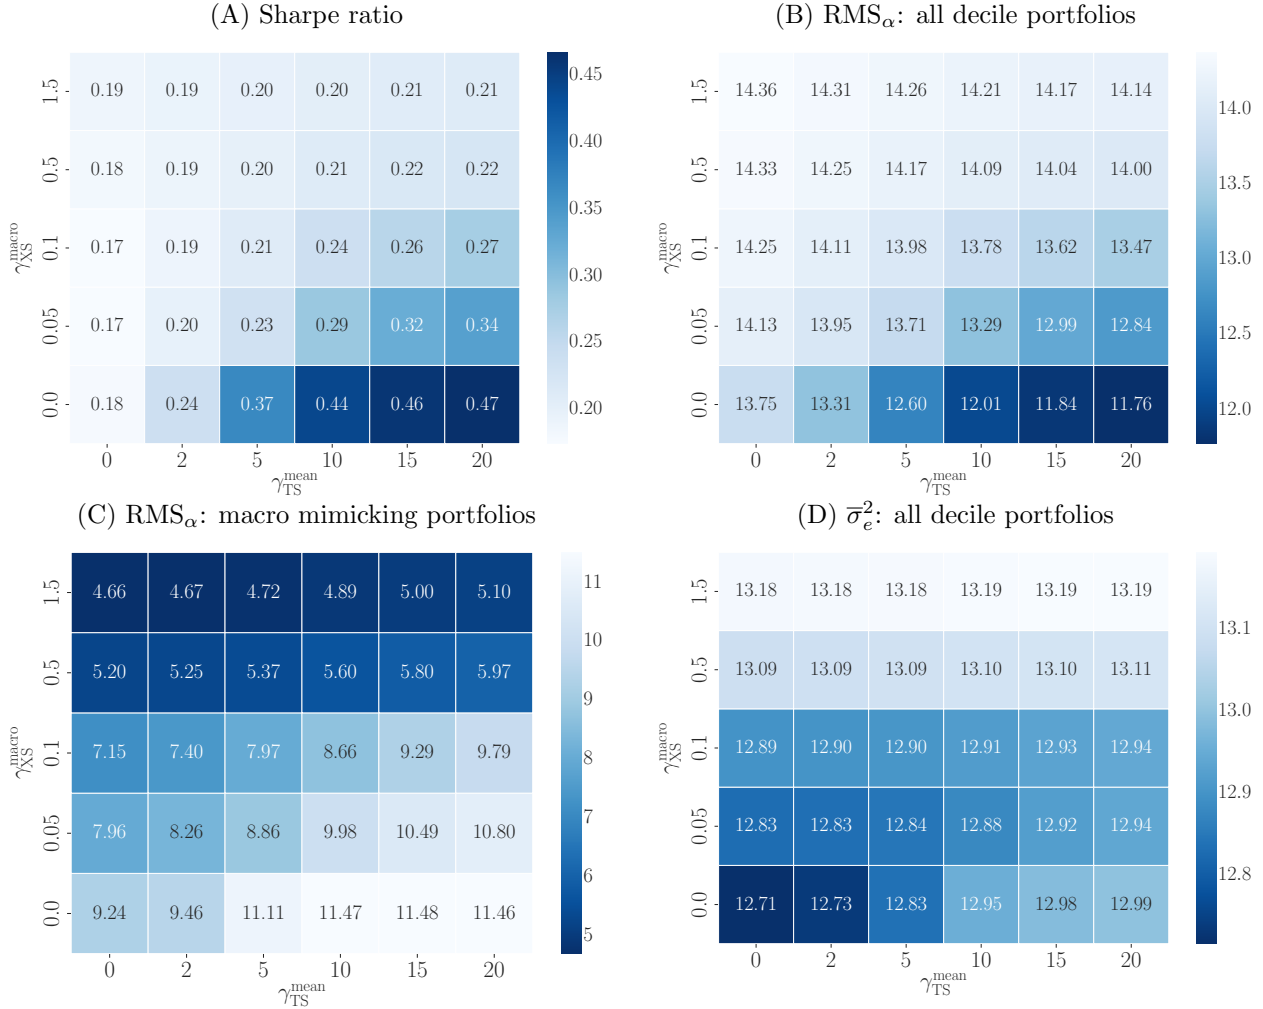 (A) Sharpe ratio
1.5 0.19 0.19 0.20 0.20 0.21 0.21
0.5 0.18 0.19 0.20 0.21 0.22 0.22
0.1 0.17 0.19 0.21 0.24 0.26 0.27
0.05 0.17 0.20 0.23 0.29 0.32 0.34
0.0 0.18 0.24 0.37 0.44 0.46 0.47
0 2 5 10 15 20
γ_TS^mean
γ_XS^macro
0.45
0.40
0.35
0.30
0.25
0.20
(B) RMS_α: all decile portfolios
1.5 14.36 14.31 14.26 14.21 14.17 14.14
0.5 14.33 14.25 14.17 14.09 14.04 14.00
0.1 14.25 14.11 13.98 13.78 13.62 13.47
0.05 14.13 13.95 13.71 13.29 12.99 12.84
0.0 13.75 13.31 12.60 12.01 11.84 11.76
0 2 5 10 15 20
γ_TS^mean
γ_XS^macro
14.0
13.5
13.0
12.5
12.0
(C) RMS_α: macro mimicking portfolios
1.5 4.66 4.67 4.72 4.89 5.00 5.10
0.5 5.20 5.25 5.37 5.60 5.80 5.97
0.1 7.15 7.40 7.97 8.66 9.29 9.79
0.05 7.96 8.26 8.86 9.98 10.49 10.80
0.0 9.24 9.46 11.11 11.47 11.48 11.46
0 2 5 10 15 20
γ_TS^mean
γ_XS^macro
11
10
9
8
7
6
5
(D) σ̅_e^2: all decile portfolios
1.5 13.18 13.18 13.18 13.19 13.19 13.19
0.5 13.09 13.09 13.09 13.10 13.10 13.11
0.1 12.89 12.90 12.90 12.91 12.93 12.94
0.05 12.83 12.83 12.84 12.88 12.92 12.94
0.0 12.71 12.73 12.83 12.95 12.98 12.99
0 2 5 10 15 20
γ_TS^mean
γ_XS^macro
13.1
13.0
12.9
12.8